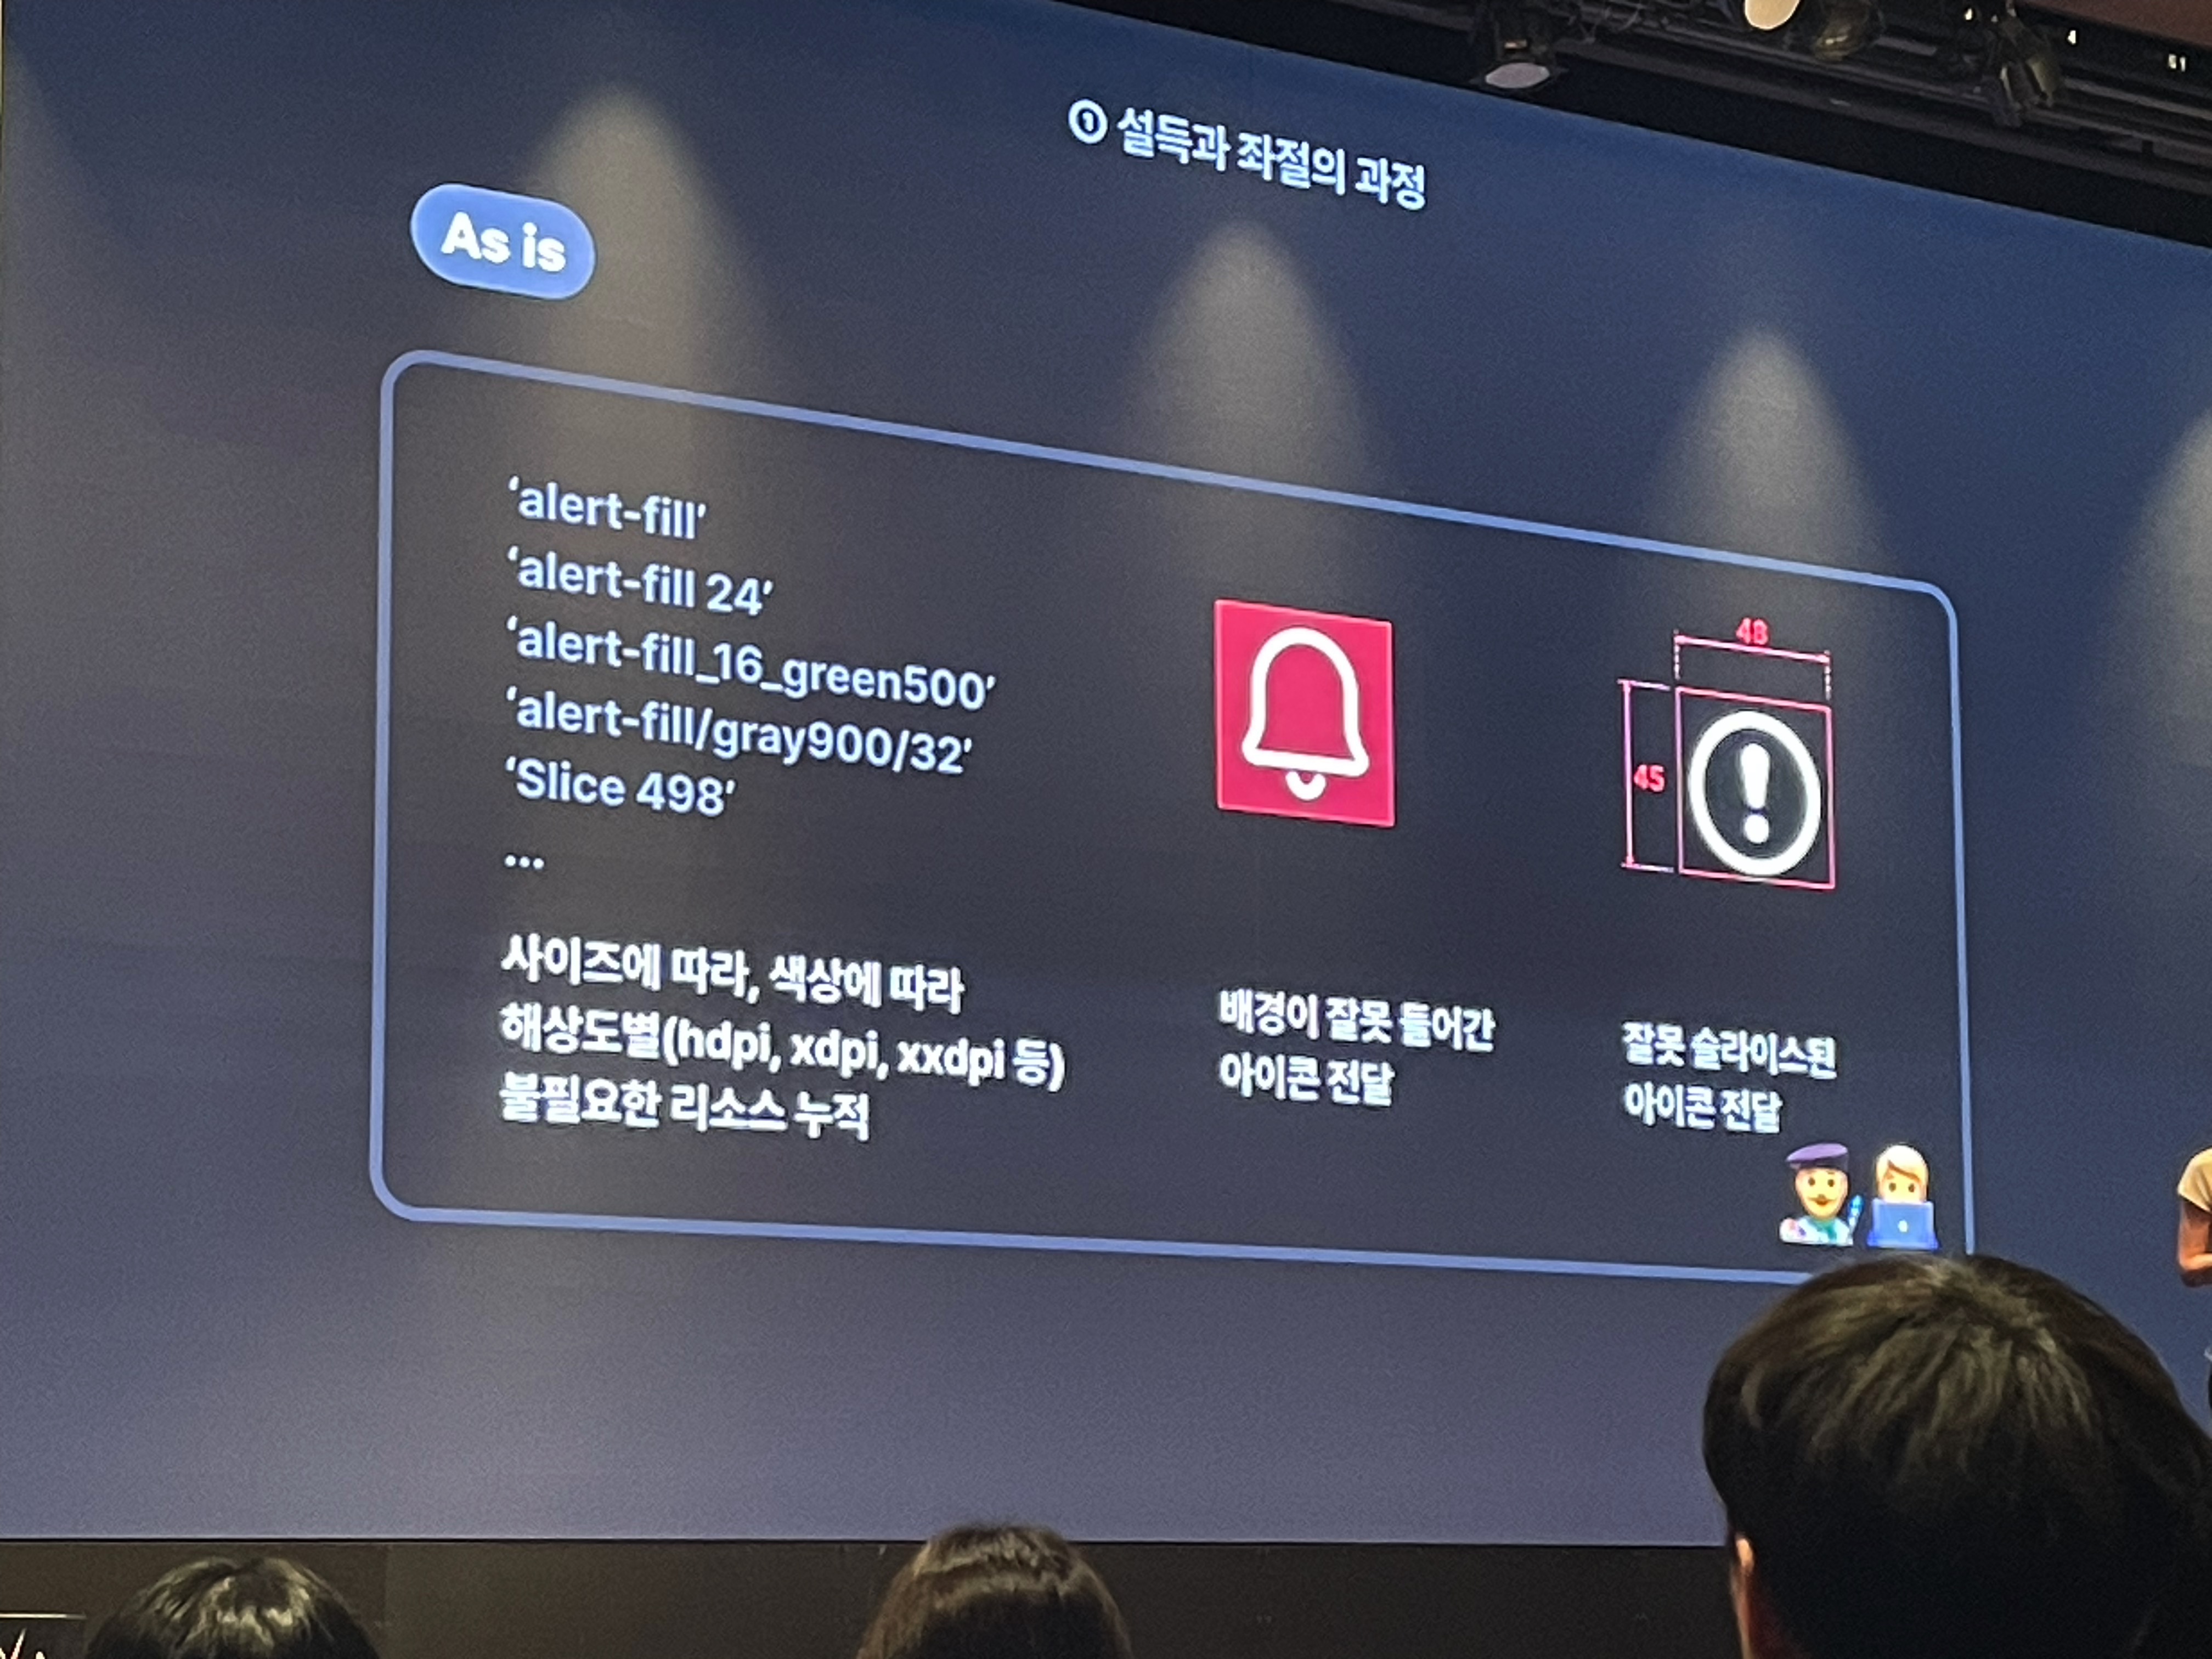 ① 설득과 좌절의 과정
As is
‘alert-fill’
‘alert-fill 24’
‘alert-fill_16_green500’
‘alert-fill/gray900/32’
‘Slice 498’
...
사이즈에 따라, 색상에 따라
해상도별(hdpi, xdpi, xxdpi 등)
불필요한 리소스 누적
배경이 잘못 들어간
아이콘 전달
48
45
잘못 슬라이스된
아이콘 전달
4
51